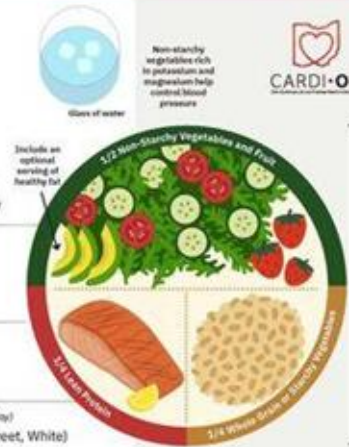 Non-starchy
vegetables rich
in potassium and
magnesium help
control blood
pressure
Glass of water
CARDI•O
Include an
optional
serving of
healthy fat
1/2 Non-Starchy Vegetables and Fruit
1/4 Lean Protein
1/4 Whole Grain or Starchy Vegetables
eet, White)